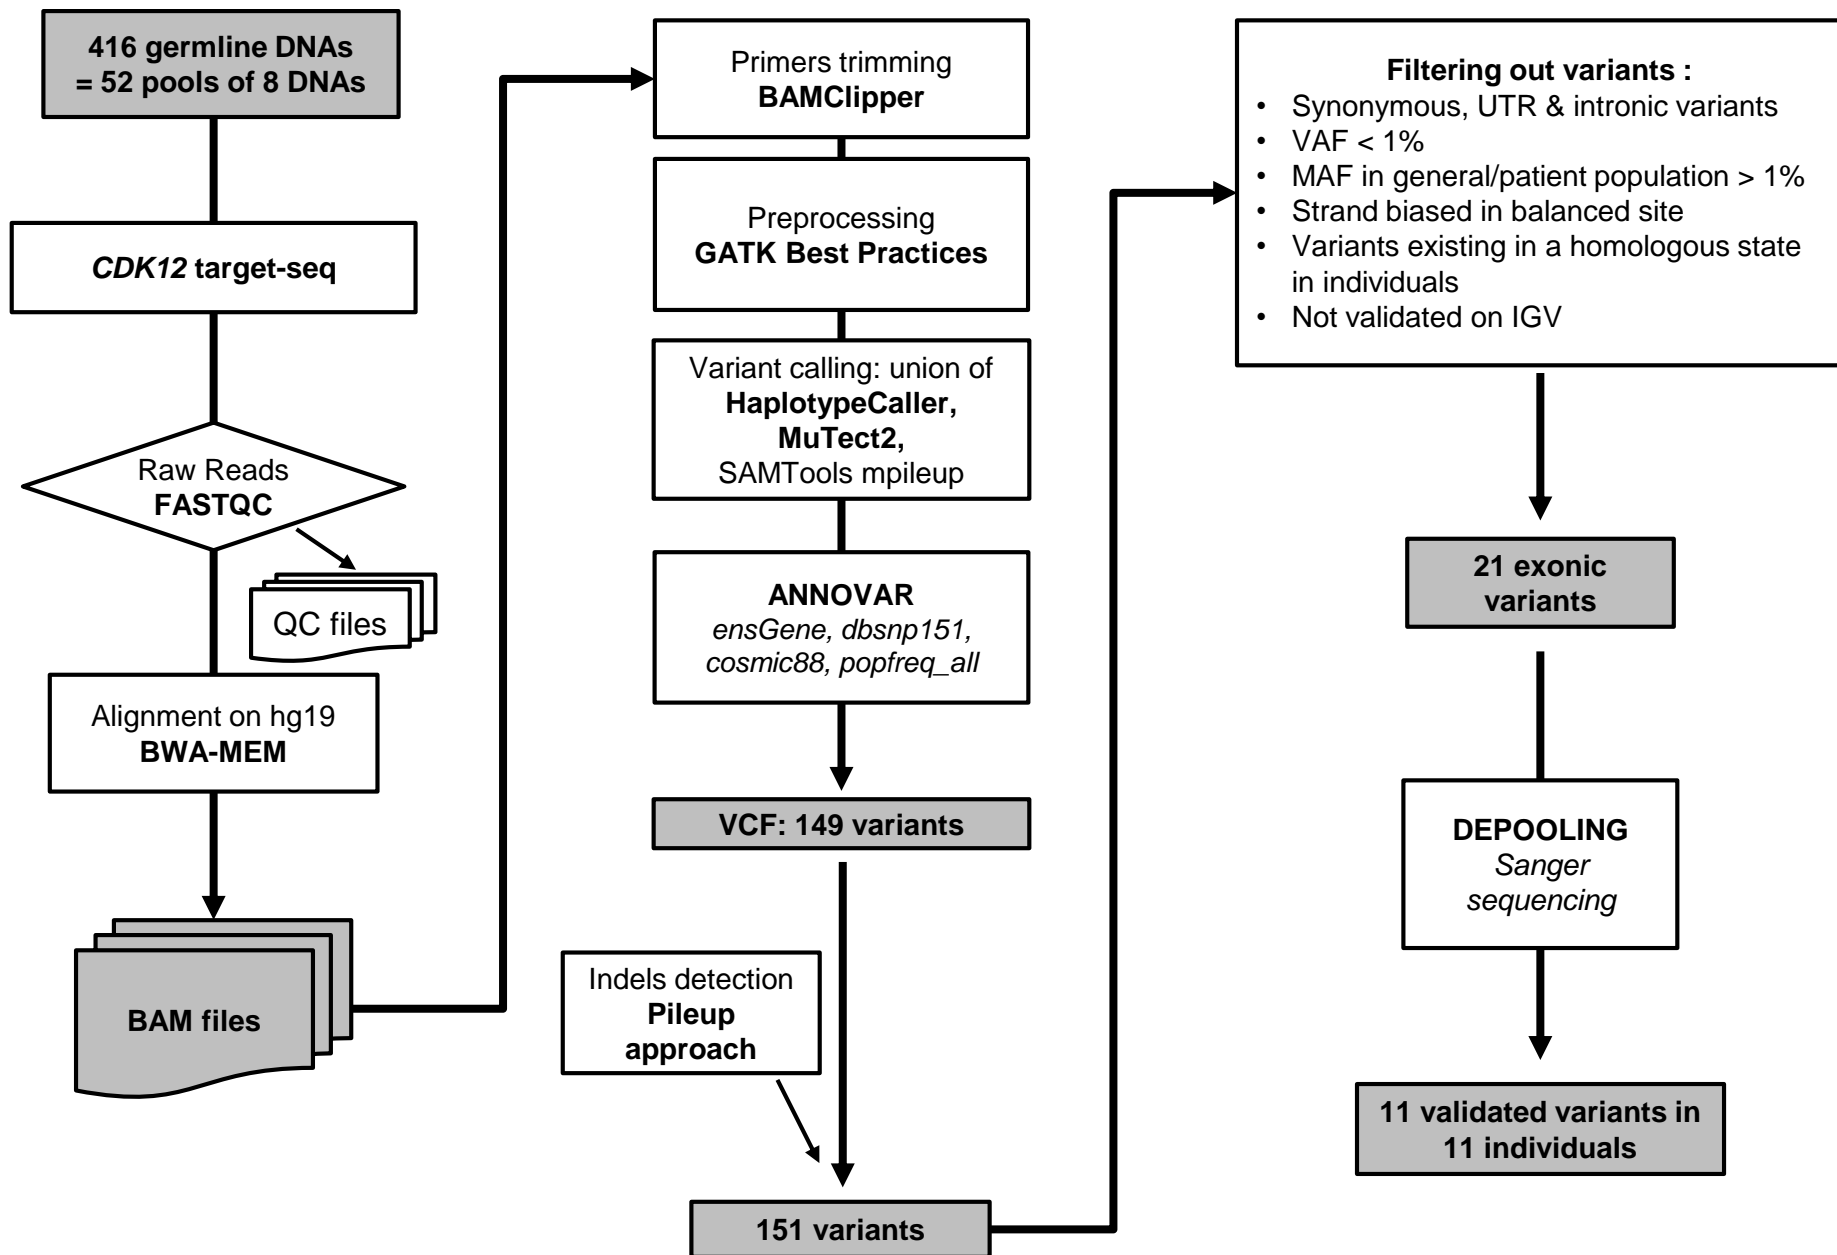 416 germline DNAs
= 52 pools of 8 DNAs
CDK12 target-seq
Raw Reads
FASTQC
QC files
Alignment on hg19
BWA-MEM
BAM files
Primers trimming
BAMClipper
Preprocessing
GATK Best Practices
Variant calling: union of
HaplotypeCaller,
MuTect2,
SAMTools mpileup
ANNOVAR
ensGene, dbsnp151,
cosmic88, popfreq_all
VCF: 149 variants
Indels detection
Pileup
approach
151 variants
Filtering out variants :
• Synonymous, UTR & intronic variants
• VAF < 1%
• MAF in general/patient population > 1%
• Strand biased in balanced site
• Variants existing in a homologous state
in individuals
• Not validated on IGV
21 exonic
variants
DEPOOLING
Sanger
sequencing
11 validated variants in
11 individuals